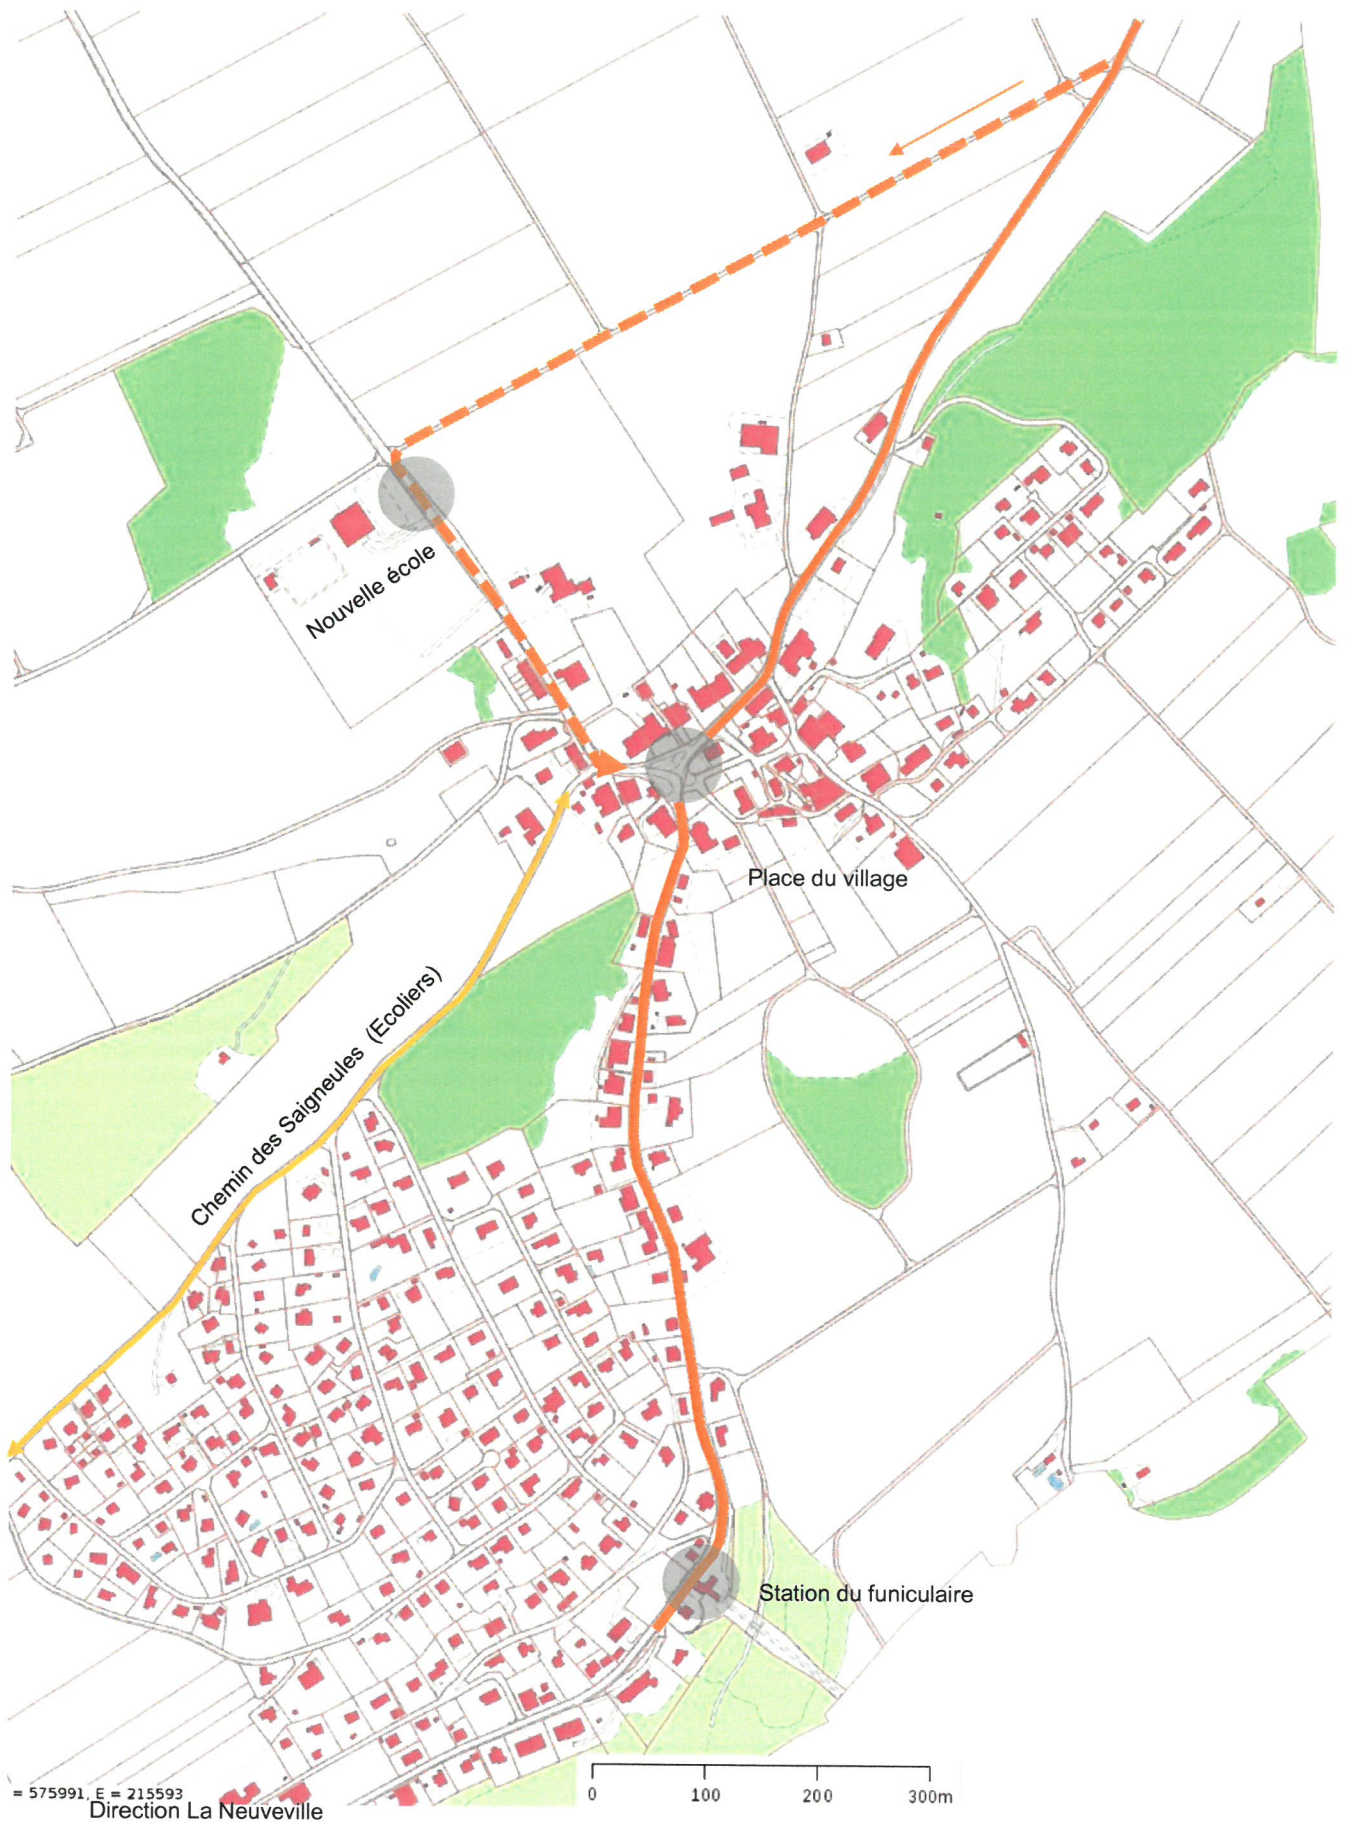 Nouvelle école
Place du village
Chemin des Saigneules (Ecoliers)
Station du funiculaire
= 575991, E = 215593
Direction La Neuveville
0 100 200 300m